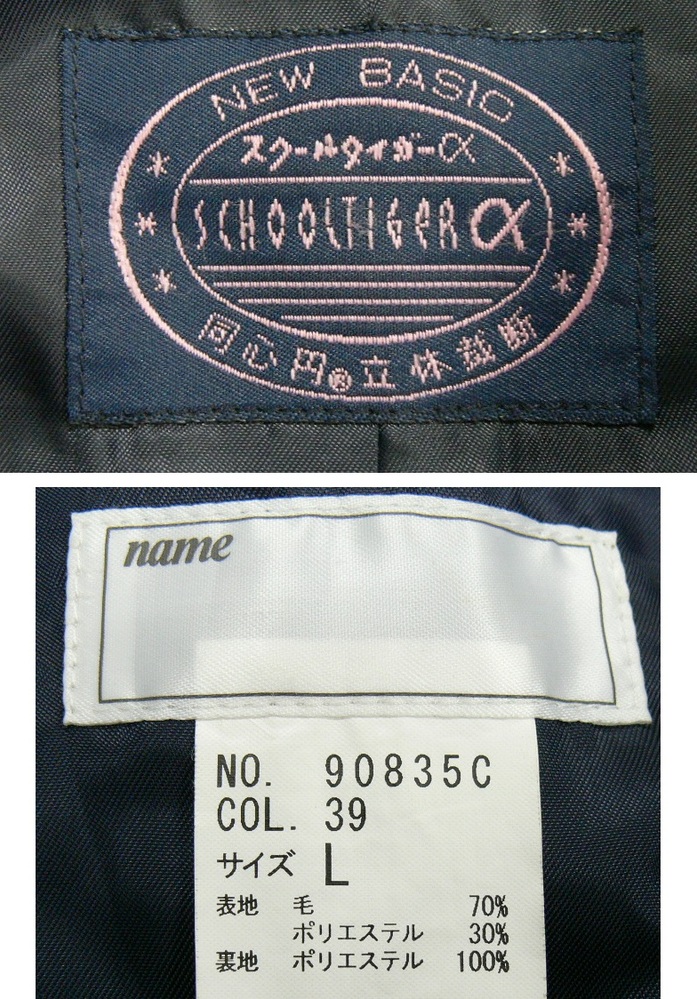 NEW BASIC
スクールタイガーα
SCHOOLTIGER α
同心円®立体裁断
name
NO. 90835C
COL. 39
サイズ L
表地 毛 70%
ポリエステル 30%
裏地 ポリエステル 100%